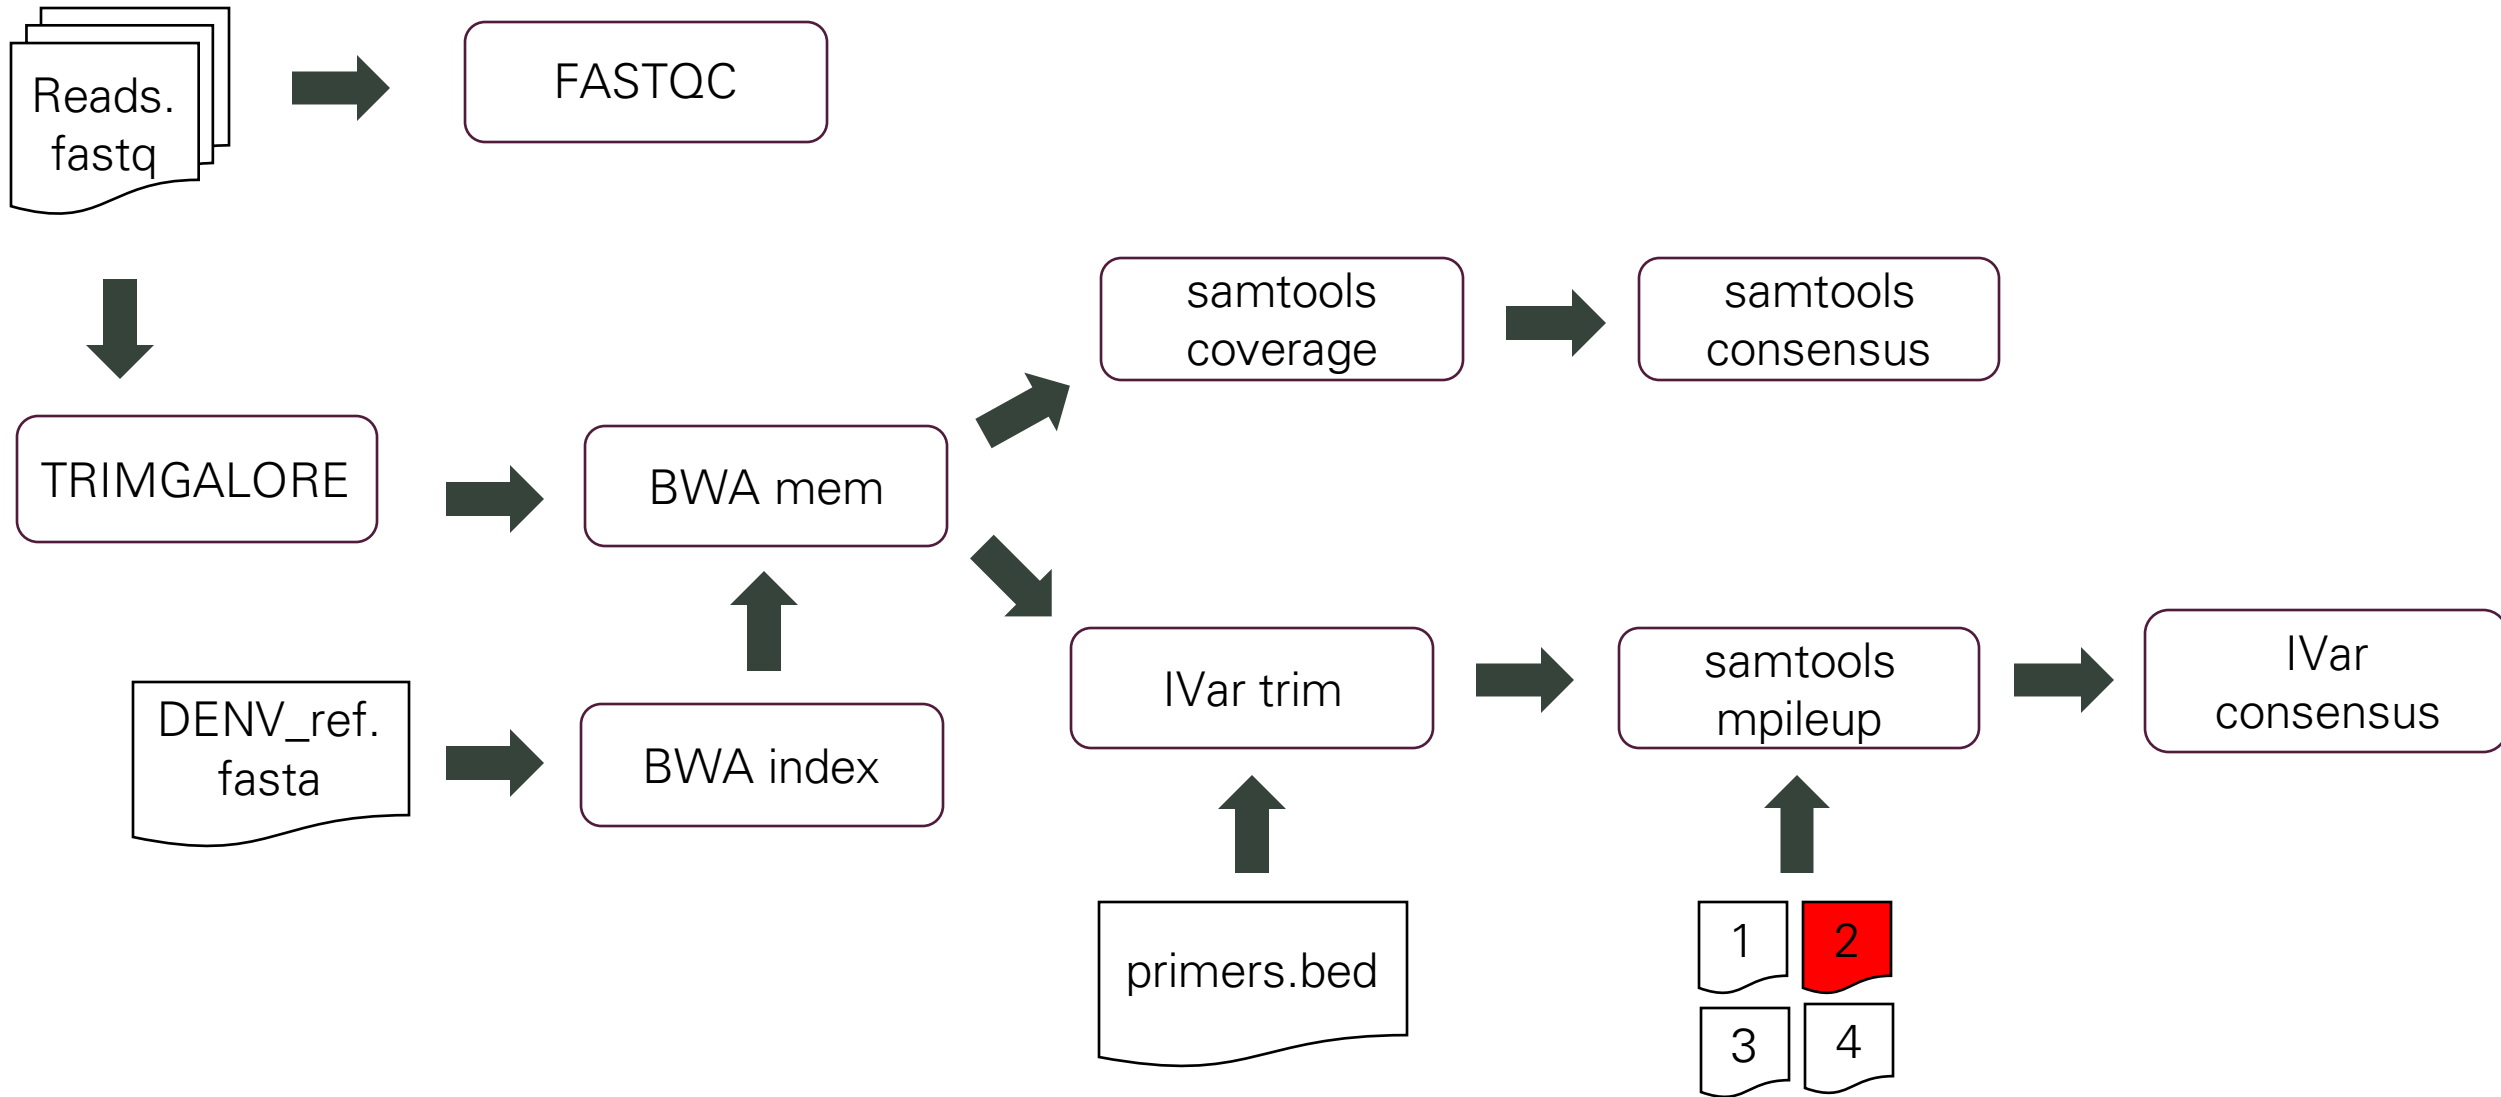 Reads.
fastq
FASTQC
samtools
coverage
samtools
consensus
TRIMGALORE
BWA mem
DENV_ref.
fasta
BWA index
IVar trim
samtools
mpileup
IVar
consensus
primers.bed
1
2
3
4